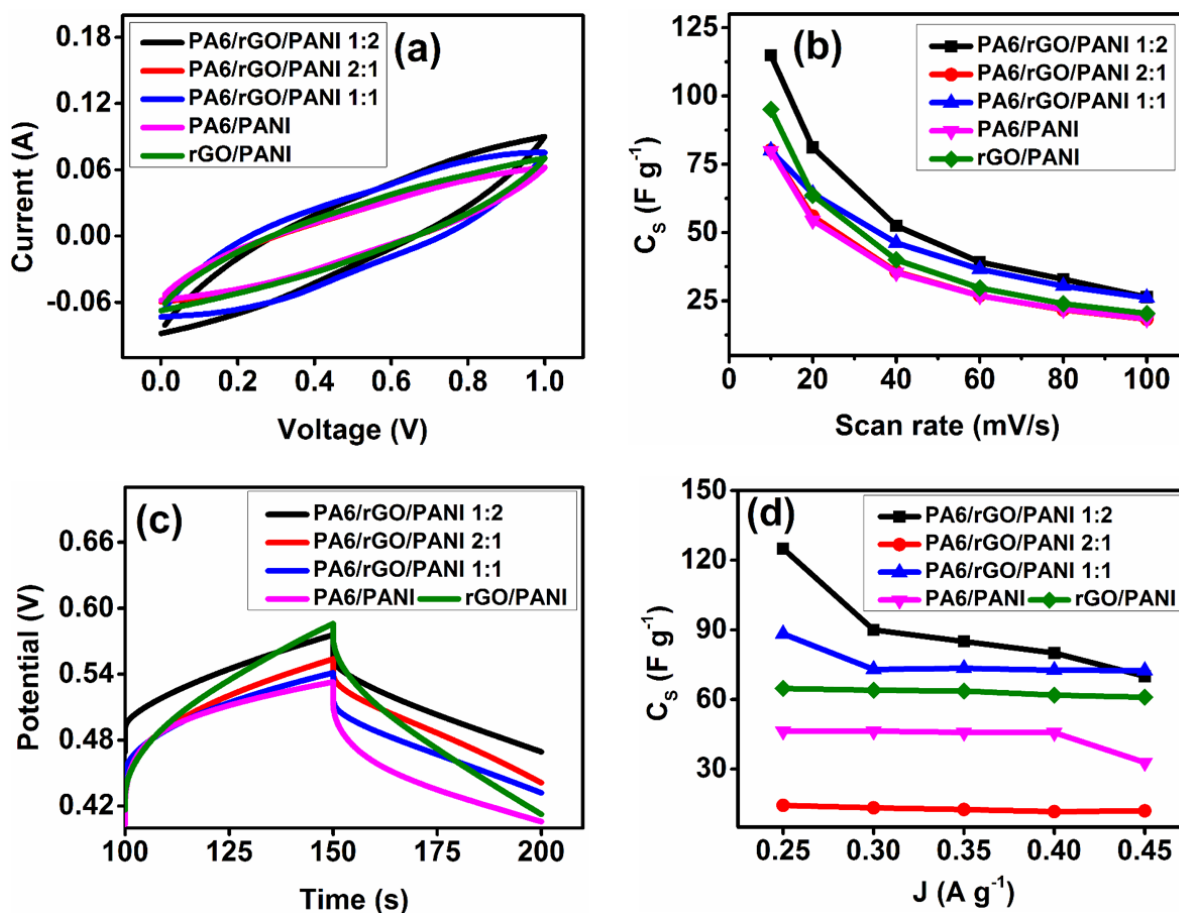 (a)
PA6/rGO/PANI 1:2
PA6/rGO/PANI 2:1
PA6/rGO/PANI 1:1
PA6/PANI
rGO/PANI
0.18
0.12
0.06
0.00
-0.06
Current (A)
0.0 0.2 0.4 0.6 0.8 1.0
Voltage (V)
(b)
PA6/rGO/PANI 1:2
PA6/rGO/PANI 2:1
PA6/rGO/PANI 1:1
PA6/PANI
rGO/PANI
125
100
75
50
25
Cs (F g-1)
0 20 40 60 80 100
Scan rate (mV/s)
(c)
PA6/rGO/PANI 1:2
PA6/rGO/PANI 2:1
PA6/rGO/PANI 1:1
PA6/PANI rGO/PANI
0.66
0.60
0.54
0.48
0.42
Potential (V)
100 125 150 175 200
Time (s)
(d)
PA6/rGO/PANI 1:2
PA6/rGO/PANI 2:1
PA6/rGO/PANI 1:1
PA6/PANI rGO/PANI
150
120
90
60
30
Cs (F g-1)
0.25 0.30 0.35 0.40 0.45
J (A g-1)